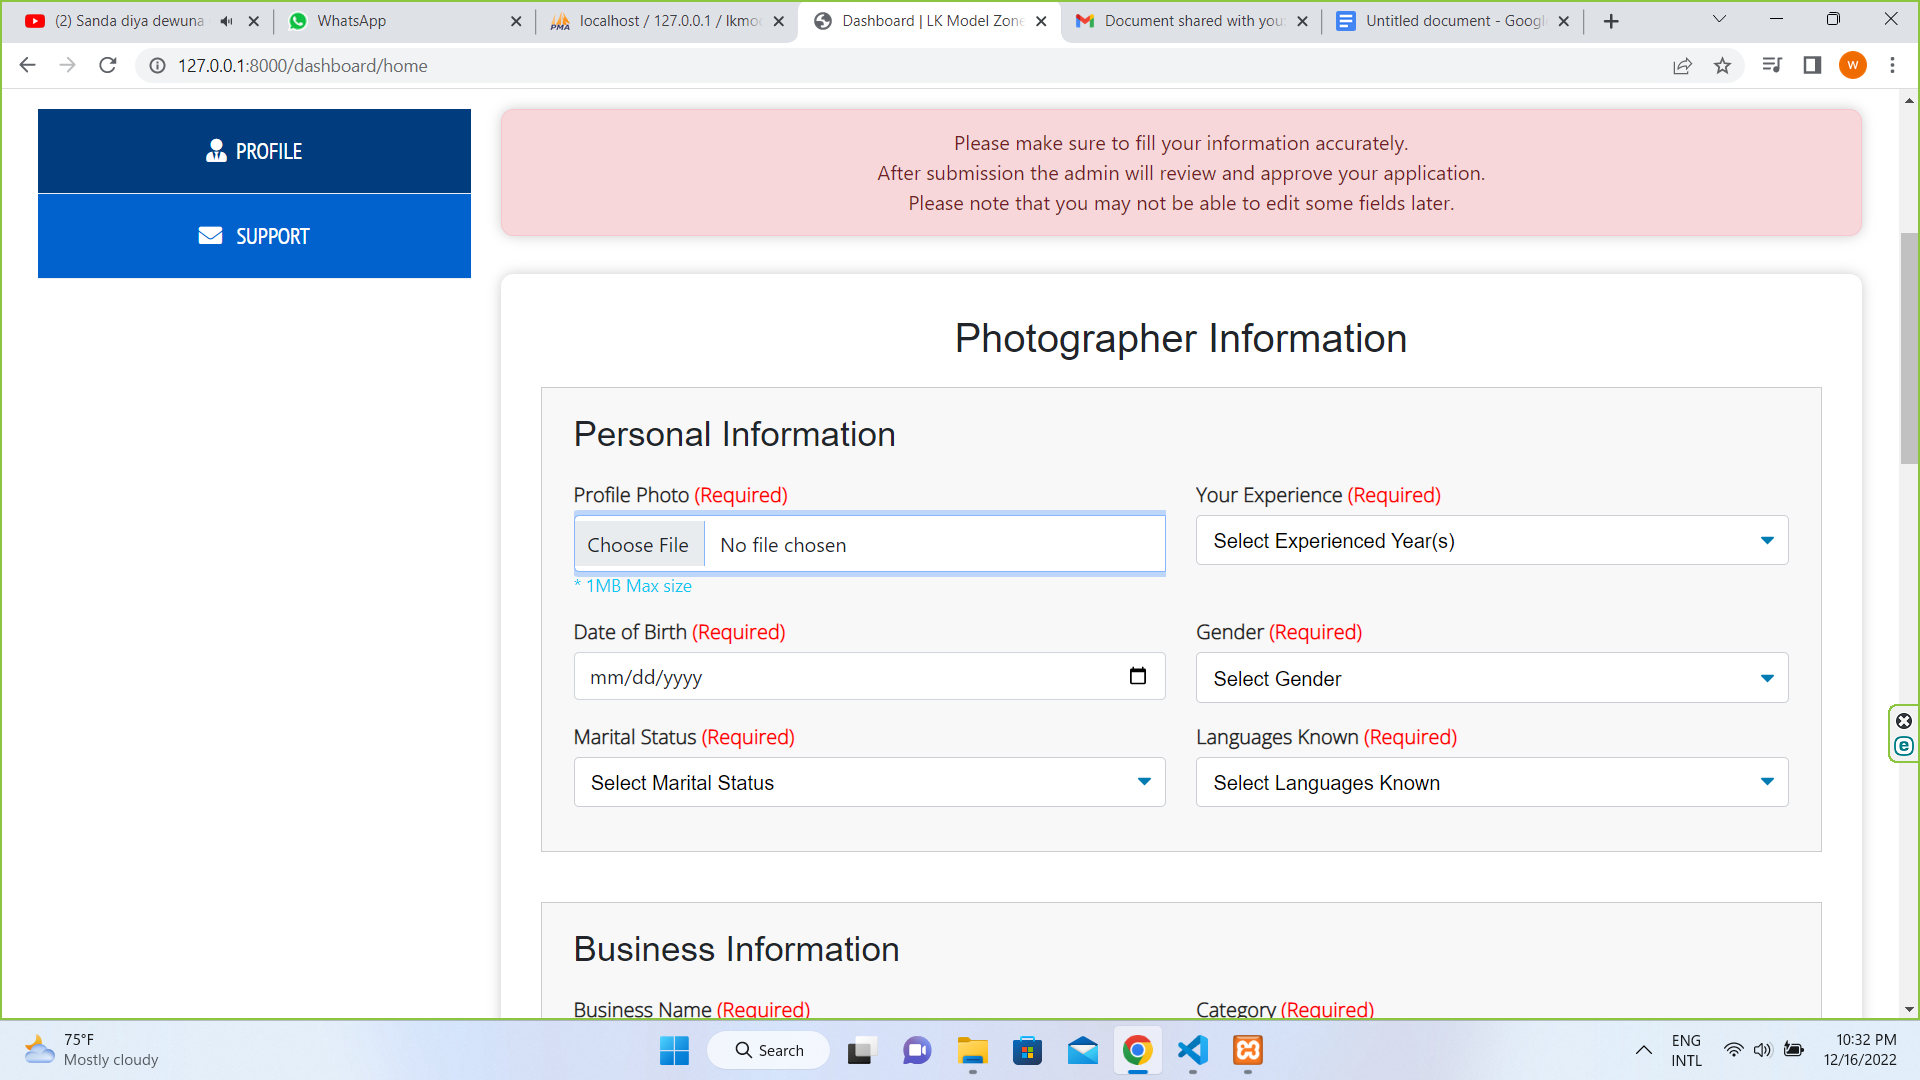 (2) Sanda diya dewuna
WhatsApp
localhost / 127.0.0.1 / lkmod
Dashboard | LK Model Zone
Document shared with you:
Untitled document - Google
127.0.0.1:8000/dashboard/home
W
PROFILE
SUPPORT
Please make sure to fill your information accurately.
After submission the admin will review and approve your application.
Please note that you may not be able to edit some fields later.
Photographer Information
Personal Information
Profile Photo (Required)
Your Experience (Required)
Choose File
No file chosen
Select Experienced Year(s)
* 1MB Max size
Date of Birth (Required)
Gender (Required)
mm/dd/yyyy
Select Gender
Marital Status (Required)
Languages Known (Required)
Select Marital Status
Select Languages Known
Business Information
Business Name (Required)
Category (Required)
75°F
Mostly cloudy
Search
ENG
INTL
10:32 PM
12/16/2022